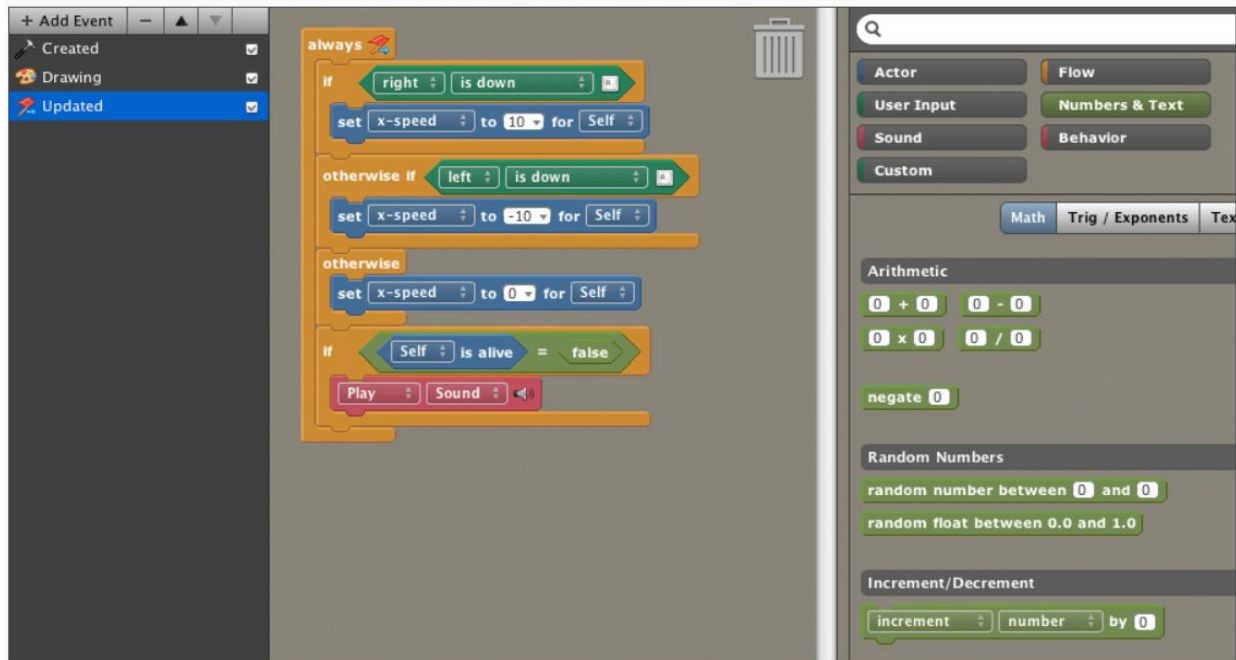 + Add Event
Created
Drawing
Updated
always
if right is down
set x-speed to 10 for Self
otherwise if left is down
set x-speed to -10 for Self
otherwise
set x-speed to 0 for Self
if Self is alive = false
Play Sound
Actor Flow
User Input Numbers & Text
Sound Behavior
Custom
Math Trig / Exponents Tex
Arithmetic
0 + 0 0 - 0
0 x 0 0 / 0
negate 0
Random Numbers
random number between 0 and 0
random float between 0.0 and 1.0
Increment/Decrement
increment number by 0